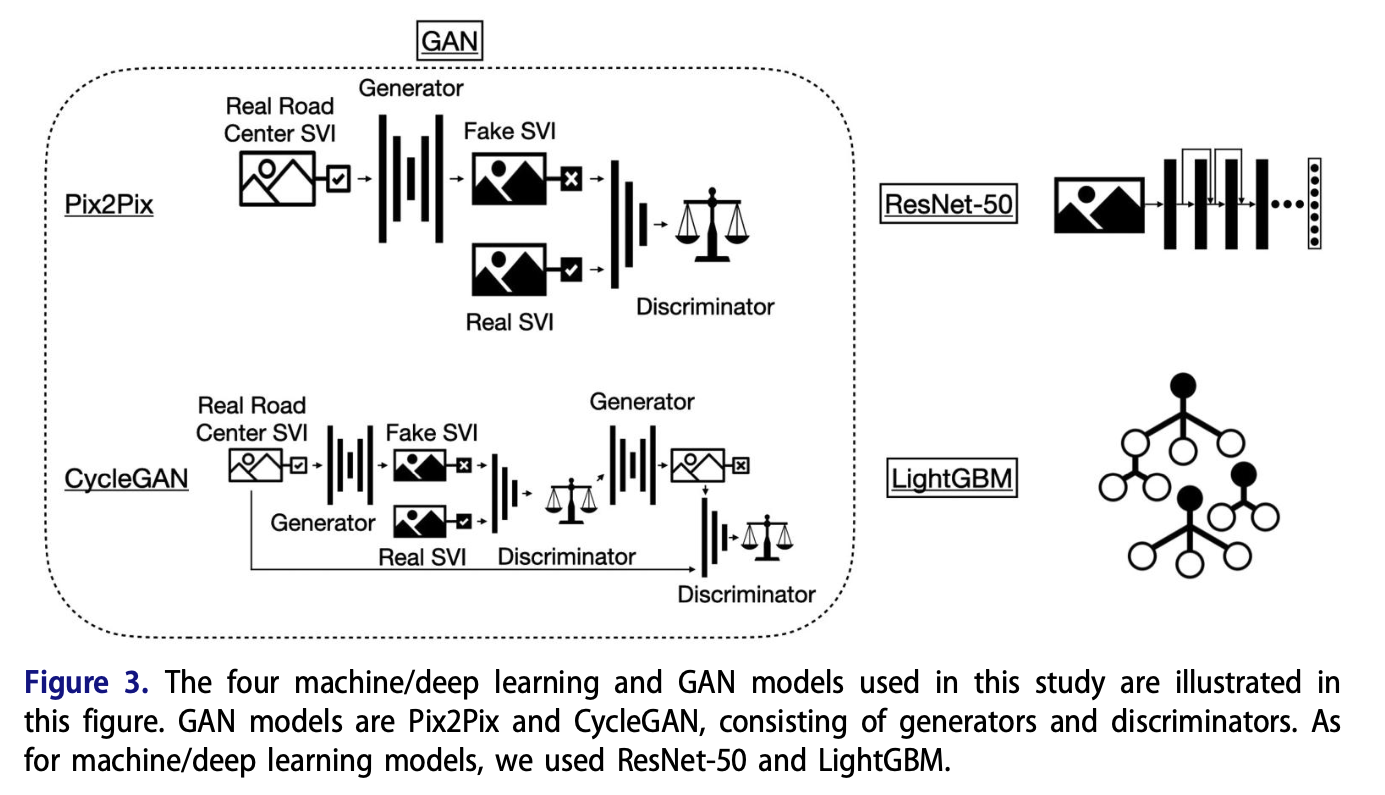 GAN
Generator
Real Road
Center SVI
Fake SVI
Pix2Pix
Real SVI
Discriminator
ResNet-50
Generator
Real Road
Center SVI
Fake SVI
CycleGAN
Generator
Real SVI
Discriminator
Discriminator
LightGBM
Figure 3. The four machine/deep learning and GAN models used in this study are illustrated in
this figure. GAN models are Pix2Pix and CycleGAN, consisting of generators and discriminators. As
for machine/deep learning models, we used ResNet-50 and LightGBM.